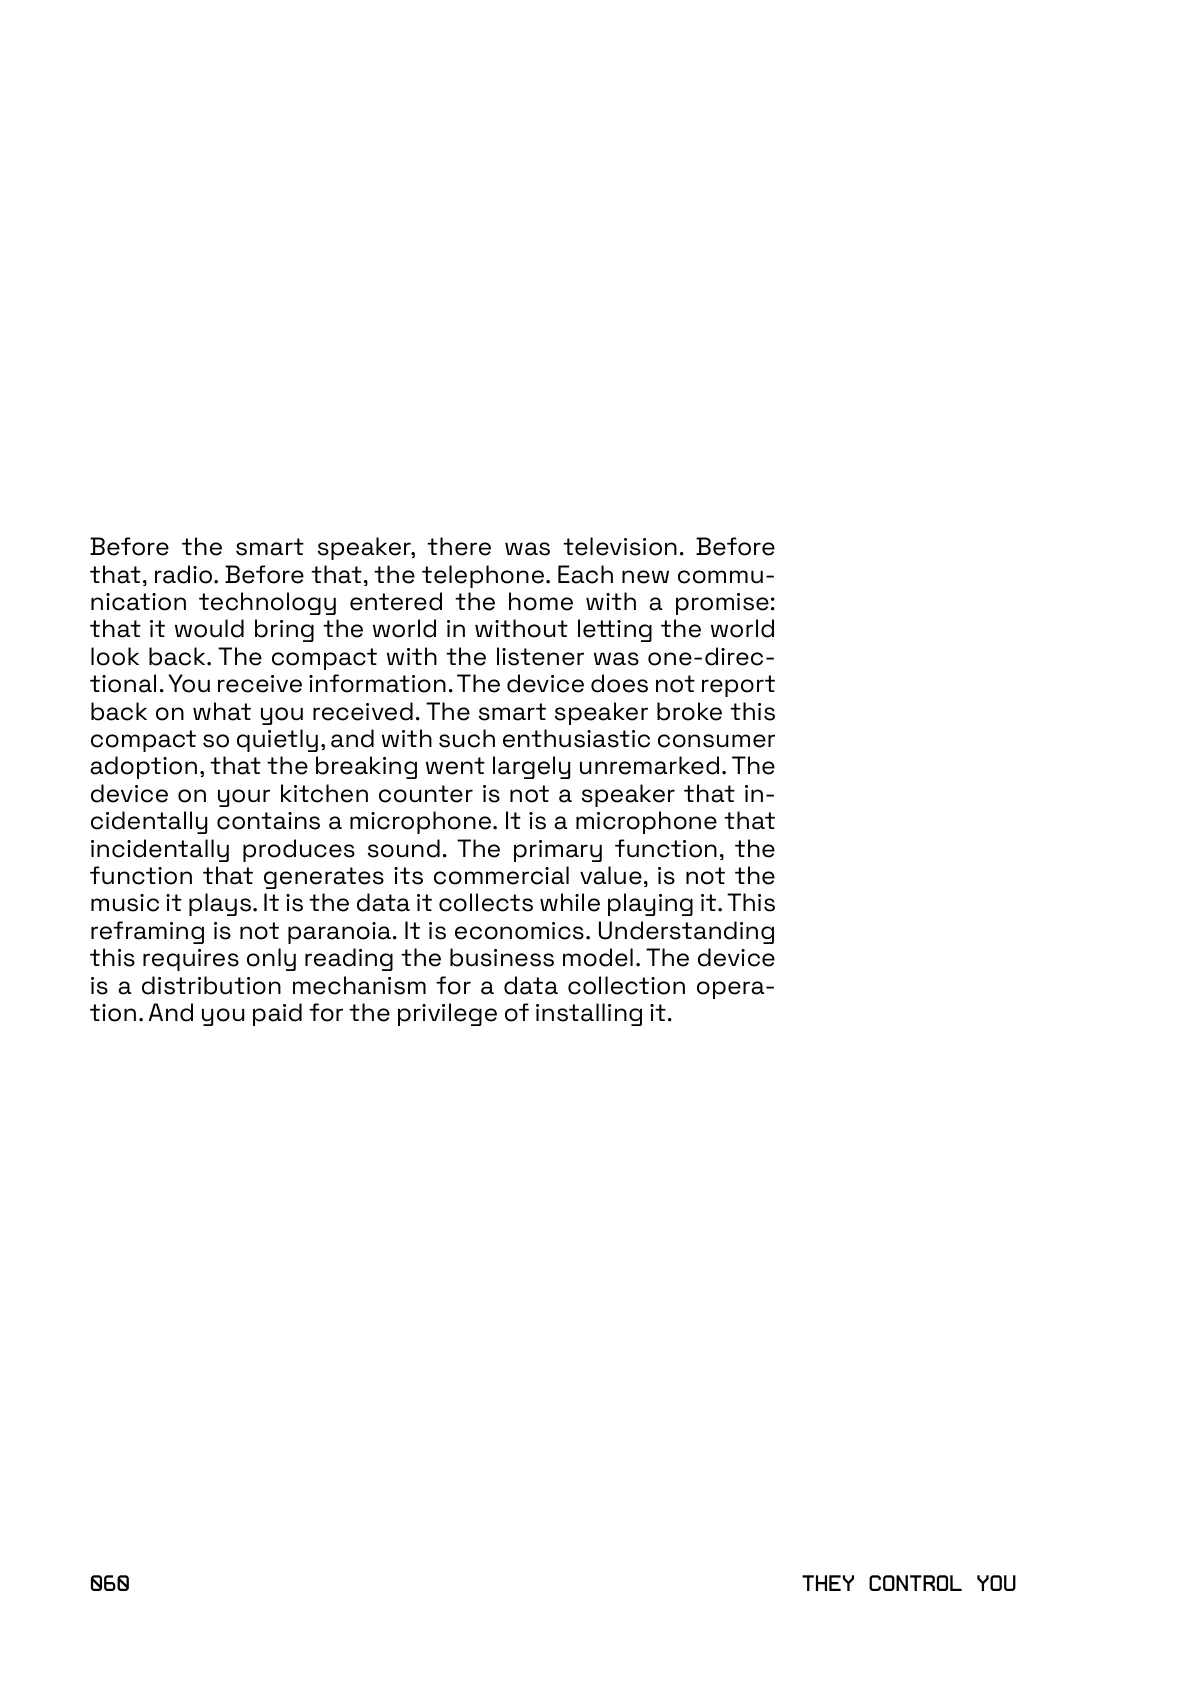 Before the smart speaker, there was television. Before
that, radio. Before that, the telephone. Each new commu-
nication technology entered the home with a promise:
that it would bring the world in without letting the world
look back. The compact with the listener was one-direc-
tional. You receive information. The device does not report
back on what you received. The smart speaker broke this
compact so quietly, and with such enthusiastic consumer
adoption, that the breaking went largely unremarked. The
device on your kitchen counter is not a speaker that in-
cidentally contains a microphone. It is a microphone that
incidentally produces sound. The primary function, the
function that generates its commercial value, is not the
music it plays. It is the data it collects while playing it. This
reframing is not paranoia. It is economics. Understanding
this requires only reading the business model. The device
is a distribution mechanism for a data collection opera-
tion. And you paid for the privilege of installing it.
060
THEY CONTROL YOU